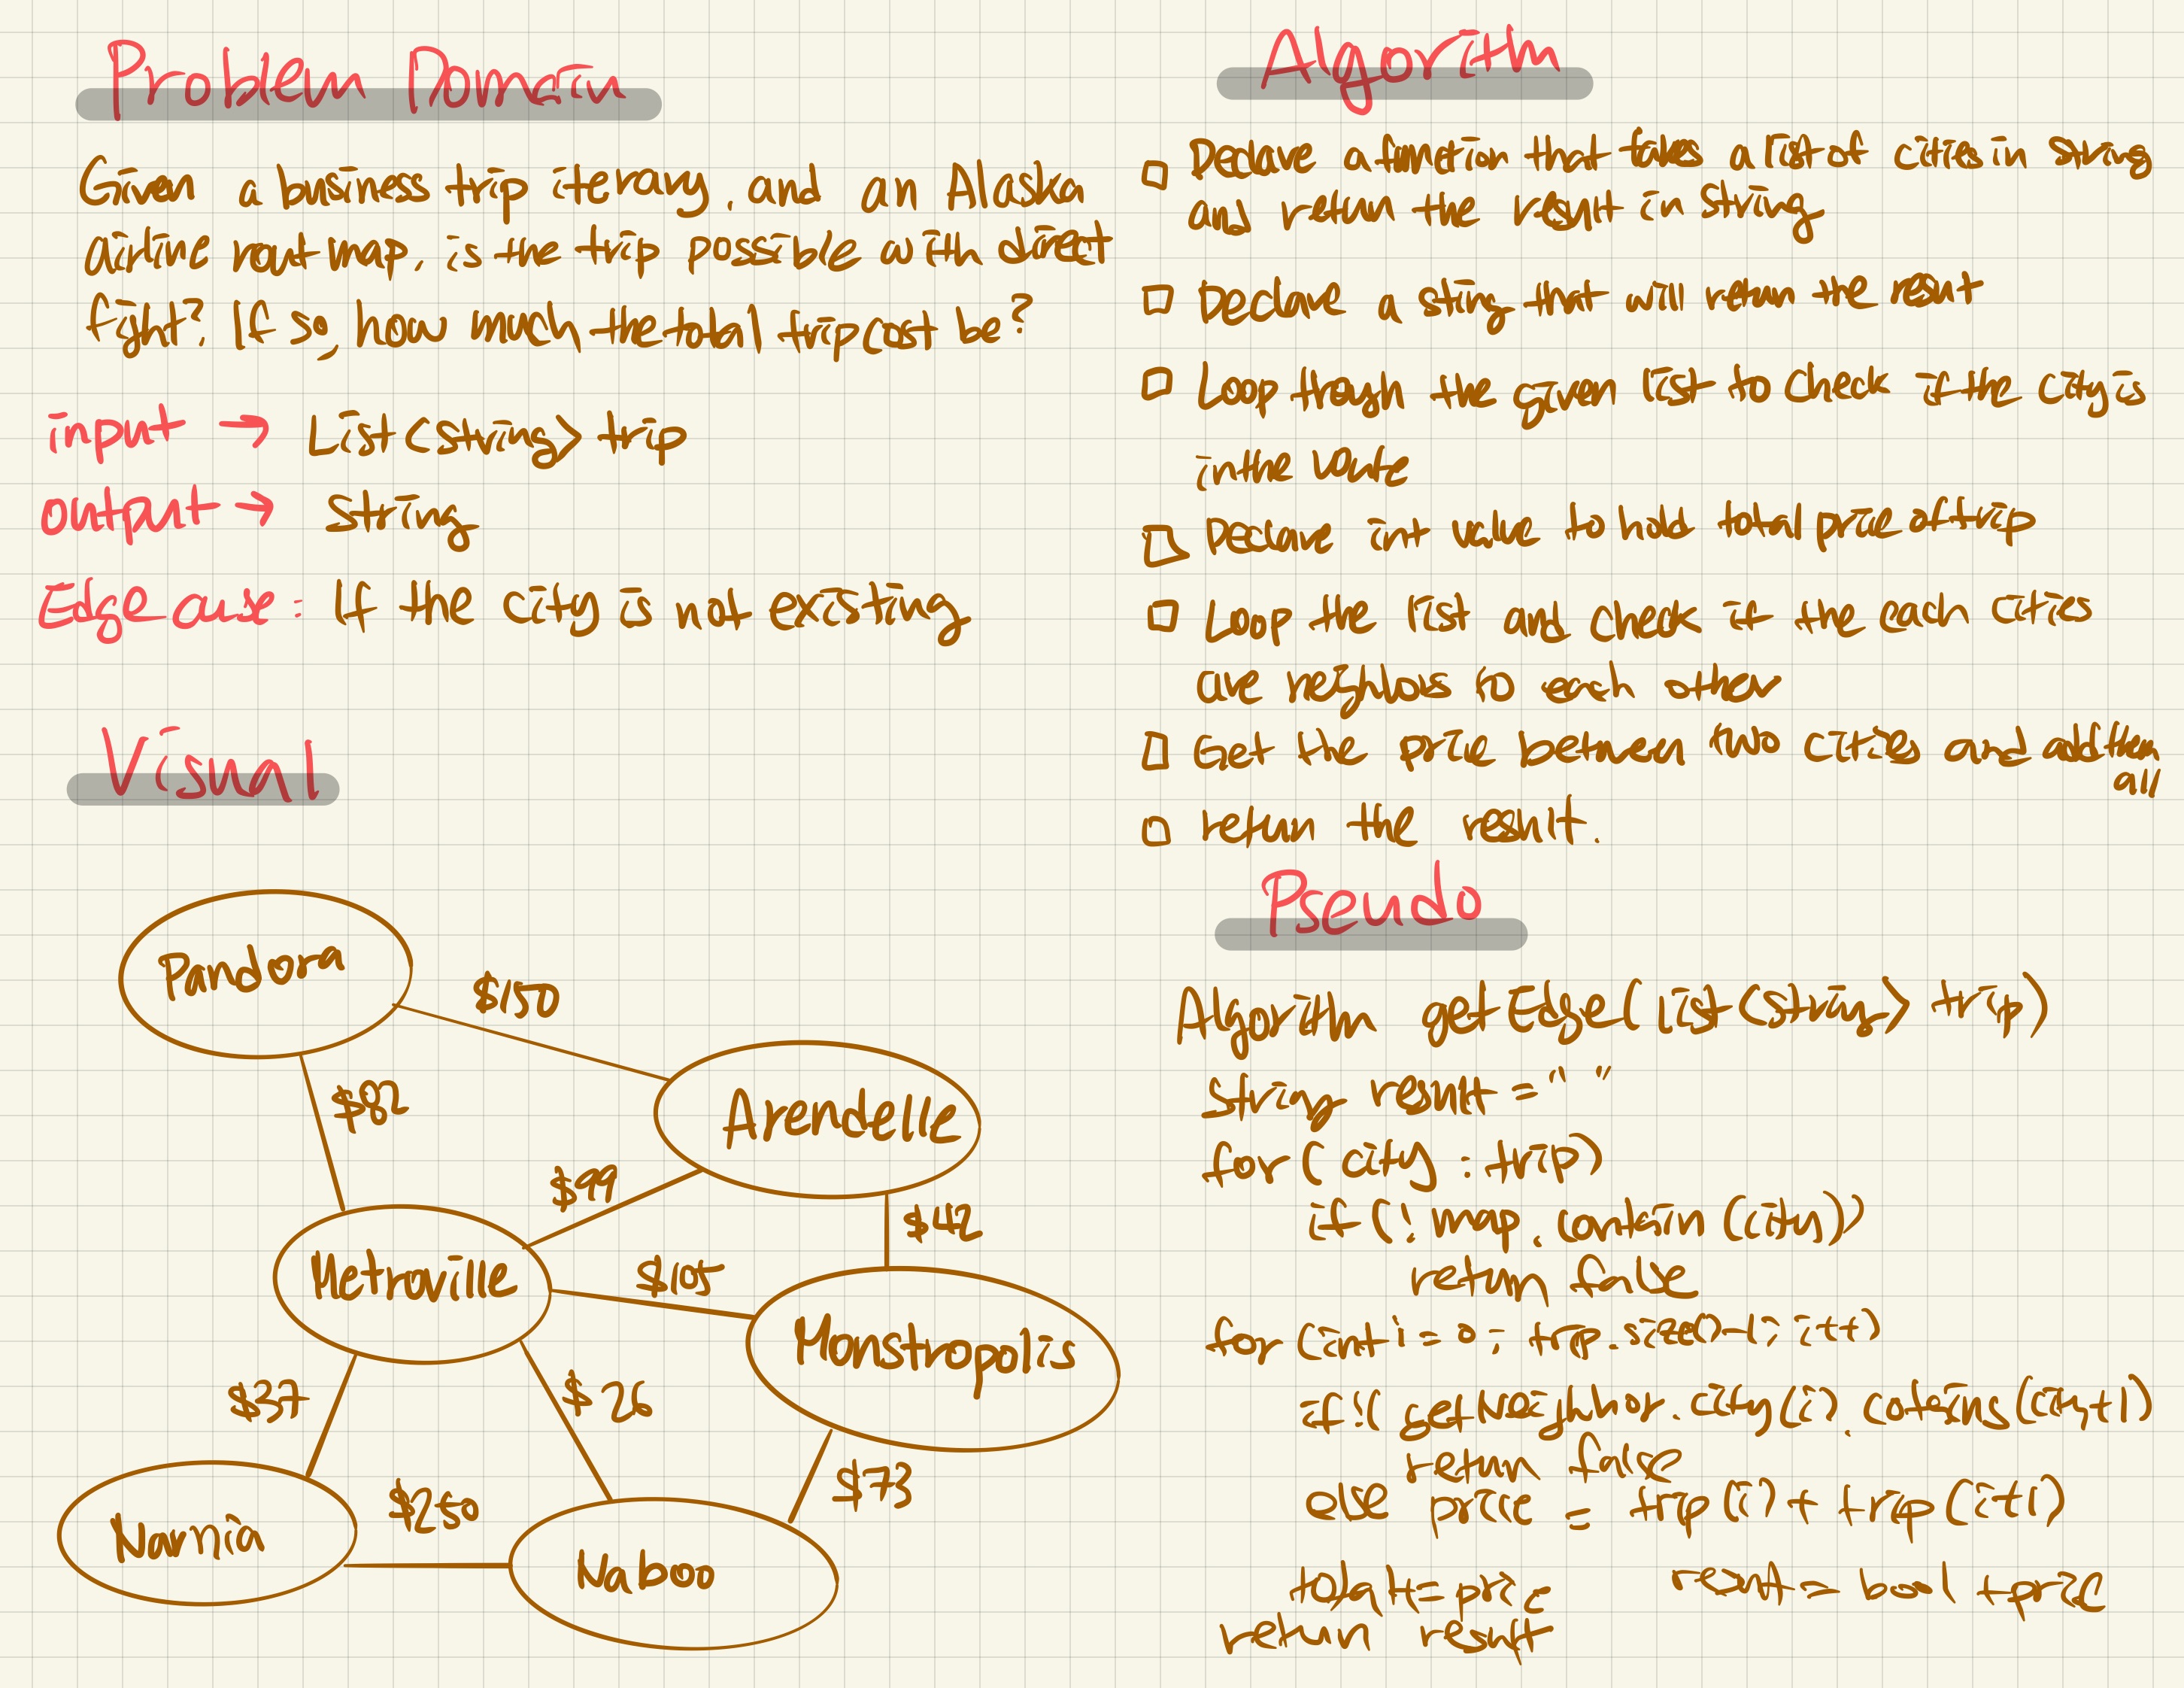 Problem Domain
Given a business trip iterary, and an Alaska
airline rout map, is the trip possible with direct
fight? If so, how much the total trip cost be?
input → List<string> trip
output → string
Edge case: If the city is not existing
Visual
Pandora
$150
$82
Arendelle
$99
$42
Metroville
$105
Monstropolis
$37
$26
$73
Narnia
$250
Naboo
Algorithm
Declare a function that takes a list of cities in string
and return the result in string
Declare a string that will return the result
Loop through the given list to check if the city is
in the route
Declare int value to hold total price of trip
Loop the list and check if the each cities
are neighbors to each other
Get the price between two cities and add them
all
return the result.
Pseudo
Algorithm getEdge(List<string> trip)
string result = " "
for( city : trip)
if (! map. contain (city))
return false
for (int i = 0; trip.size()-1; i++)
if !( getNeighbor. city(i). contains(city+1)
return false
else price = trip(i) + trip(i+1)
total += price result = bool + price
return result